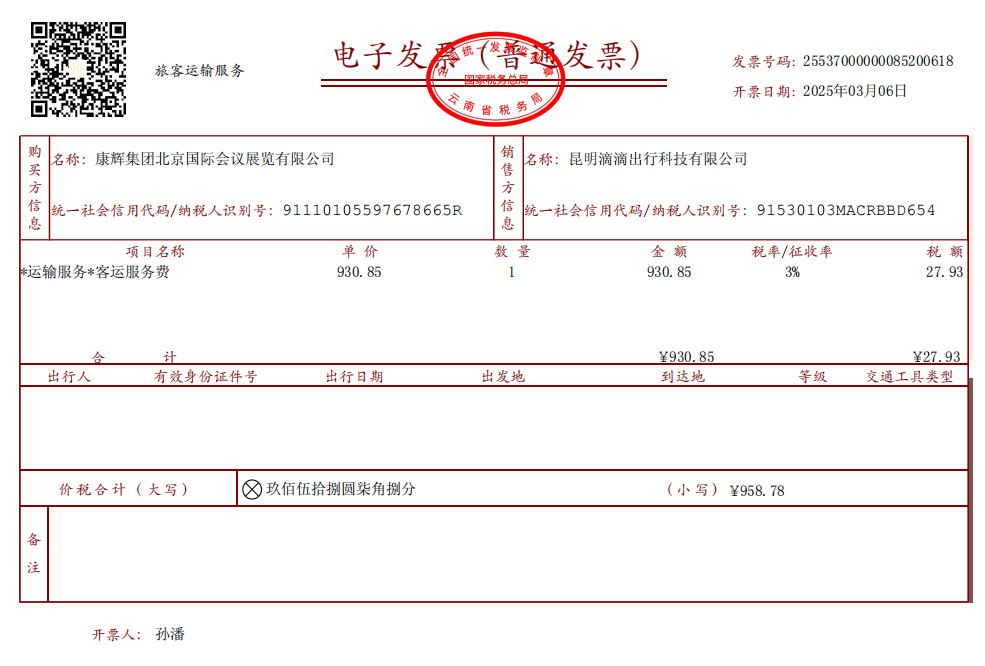 电子发票（普通发票）
全国统一发票监制章
国家税务总局
云南省税务局
旅客运输服务
发票号码：25537000000085200618
开票日期：2025年03月06日
购买方信息
名称：康辉集团北京国际会议展览有限公司
统一社会信用代码/纳税人识别号：91110105597678665R
销售方信息
名称：昆明滴滴出行科技有限公司
统一社会信用代码/纳税人识别号：91530103MACRBBD654
项目名称 单价 数量 金额 税率/征收率 税额
*运输服务*客运服务费 930.85 1 930.85 3% 27.93
合计 ¥930.85 ¥27.93
出行人 有效身份证件号 出行日期 出发地 到达地 等级 交通工具类型
价税合计（大写） ⊗玖佰伍拾捌圆柒角捌分 （小写）¥958.78
备注
开票人：孙潘